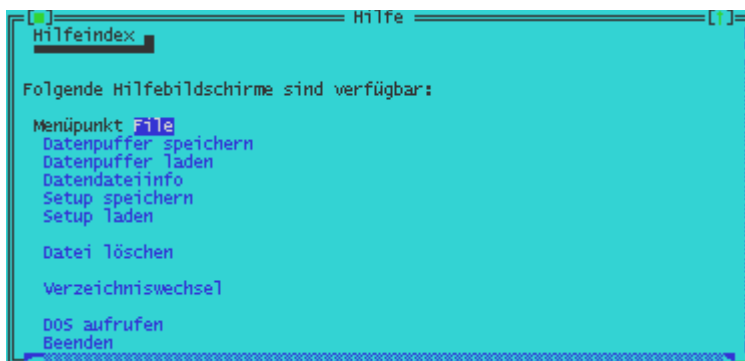 Hilfe
Hilfeindex
Folgende Hilfebildschirme sind verfügbar:
Menüpunkt File
Datenpuffer speichern
Datenpuffer laden
Datendateiinfo
Setup speichern
Setup laden
Datei löschen
Verzeichniswechsel
DOS aufrufen
Beenden